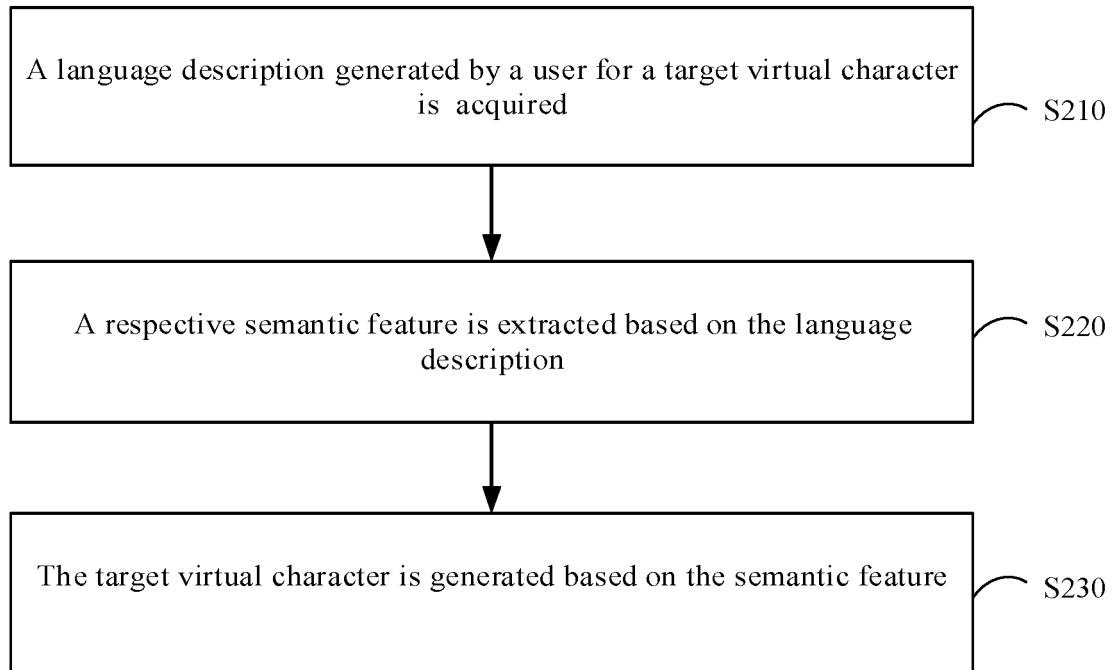 A language description generated by a user for a target virtual character
is acquired
S210
A respective semantic feature is extracted based on the language
description
S220
The target virtual character is generated based on the semantic feature
S230